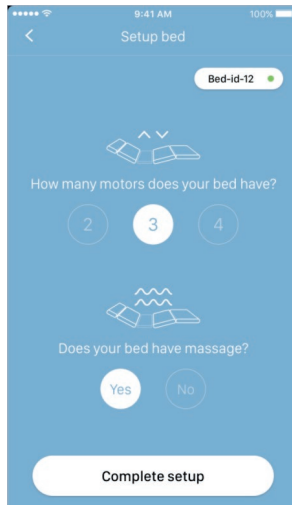 9:41 AM
100%
Setup bed
Bed-id-12
How many motors does your bed have?
2 3 4
Does your bed have massage?
Yes No
Complete setup